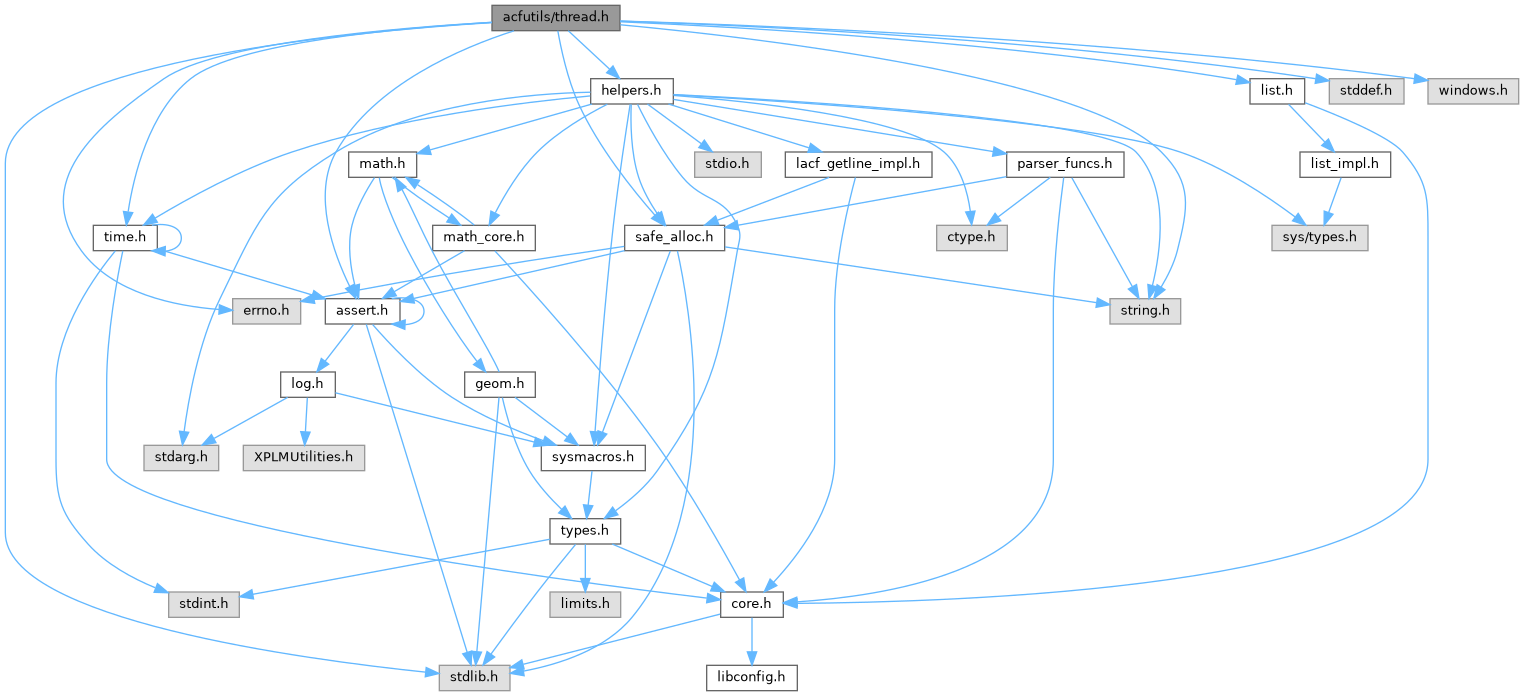 acfutils/thread.h
helpers.h
list.h
stddef.h
windows.h
math.h
stdio.h
lacf_getline_impl.h
parser_funcs.h
list_impl.h
time.h
math_core.h
safe_alloc.h
ctype.h
sys/types.h
errno.h
assert.h
string.h
log.h
geom.h
stdarg.h
XPLMUtilities.h
sysmacros.h
types.h
stdint.h
limits.h
core.h
stdlib.h
libconfig.h